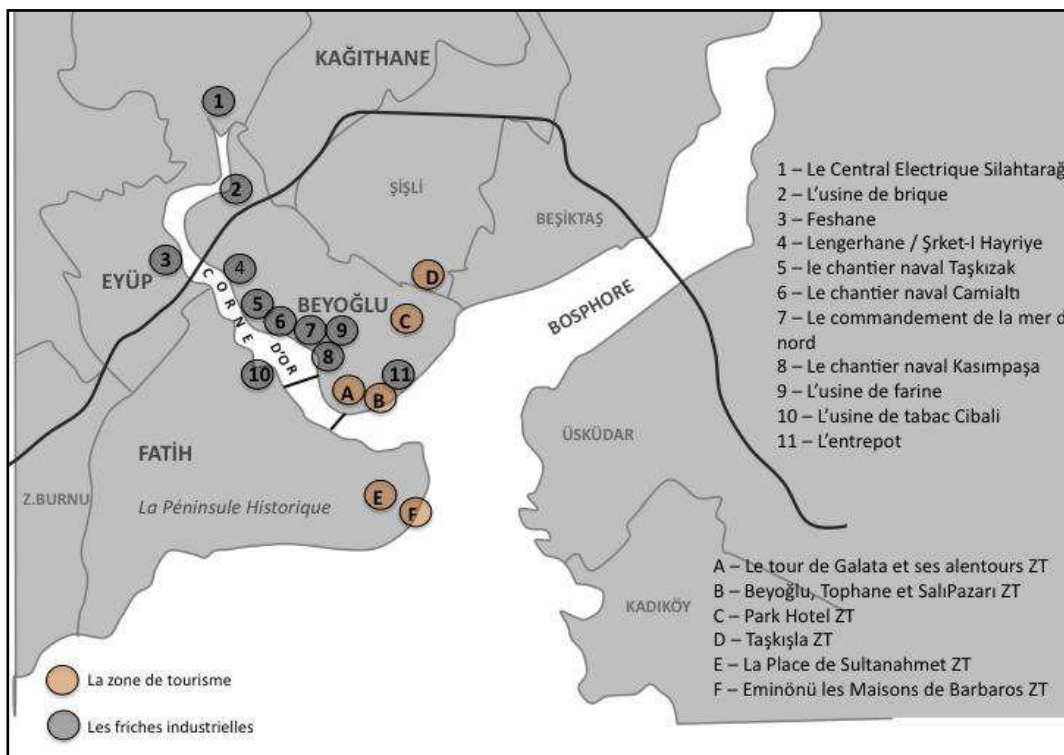 KAĞITHANE
1
2
ŞİŞLİ
BEŞİKTAŞ
3
4
EYÜP
CORNE D'OR
BEYOĞLU
BOSPHORE
D
C
5
6
7
9
8
10
11
A
B
ÜSKÜDAR
FATİH
Z.BURNU
La Péninsule Historique
E
F
KADIKÖY
1 – Le Central Electrique Silahtarağ
2 – L'usine de brique
3 – Feshane
4 – Lengerhane / Şrket-I Hayriye
5 – le chantier naval Taşkızak
6 – Le chantier naval Camialtı
7 – Le commandement de la mer d
nord
8 – Le chantier naval Kasımpaşa
9 – L'usine de farine
10 – L'usine de tabac Cibali
11 – L'entrepot
A – Le tour de Galata et ses alentours ZT
B – Beyoğlu, Tophane et SalıPazarı ZT
C – Park Hotel ZT
D – Taşkışla ZT
E – La Place de Sultanahmet ZT
F – Eminönü les Maisons de Barbaros ZT
La zone de tourisme
Les friches industrielles